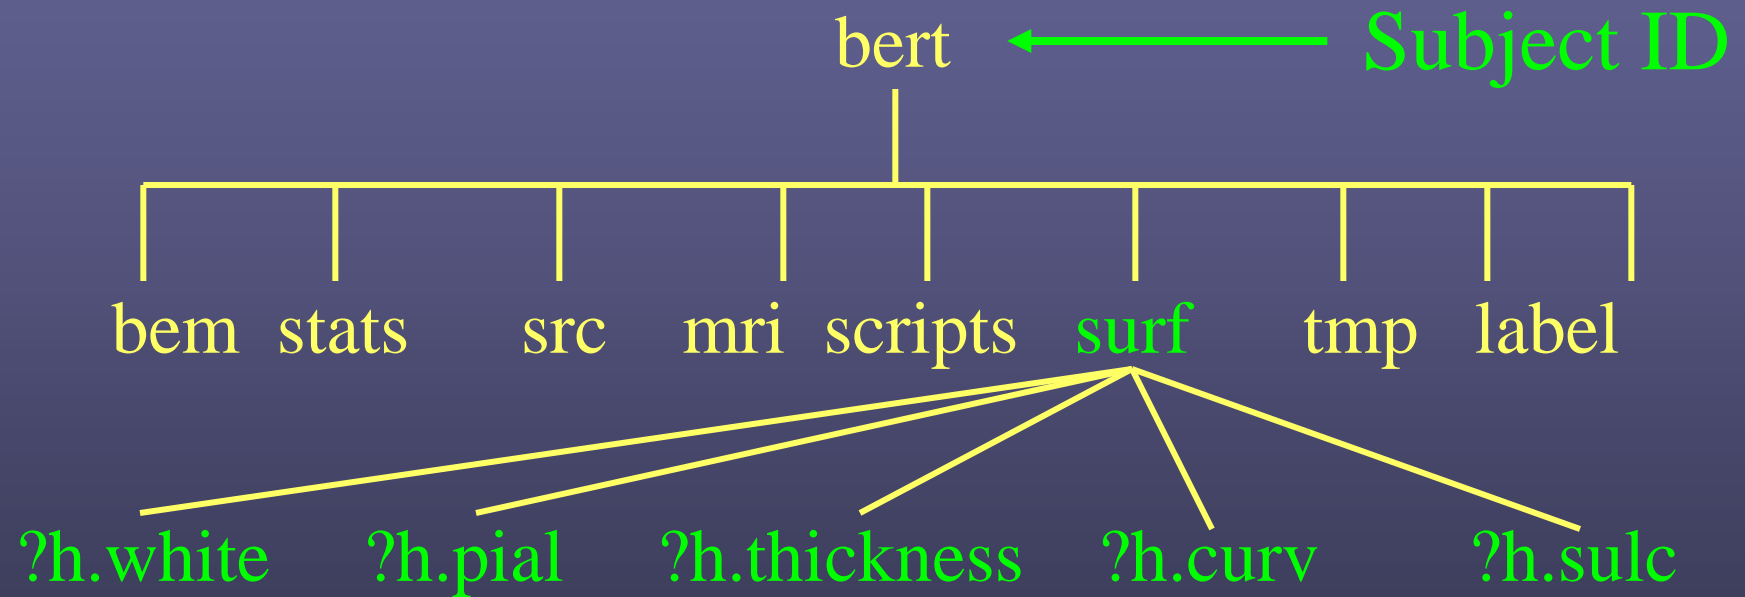 bert Subject ID
bem stats src mri scripts surf tmp label
?h.white ?h.pial ?h.thickness ?h.curv ?h.sulc